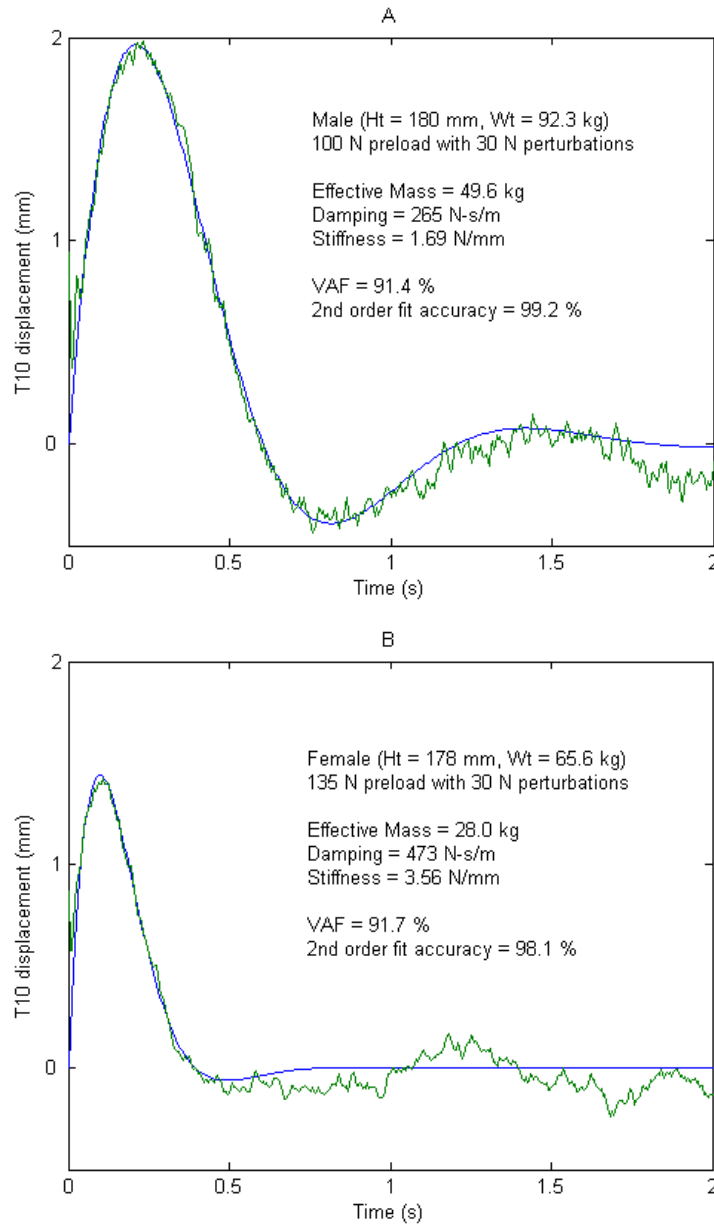 A
2
1
0
T10 displacement (mm)
Male (Ht = 180 mm, Wt = 92.3 kg)
100 N preload with 30 N perturbations
Effective Mass = 49.6 kg
Damping = 265 N-s/m
Stiffness = 1.69 N/mm
VAF = 91.4 %
2nd order fit accuracy = 99.2 %
0 0.5 1 1.5 2
Time (s)
B
2
1
0
T10 displacement (mm)
Female (Ht = 178 mm, Wt = 65.6 kg)
135 N preload with 30 N perturbations
Effective Mass = 28.0 kg
Damping = 473 N-s/m
Stiffness = 3.56 N/mm
VAF = 91.7 %
2nd order fit accuracy = 98.1 %
0 0.5 1 1.5 2
Time (s)